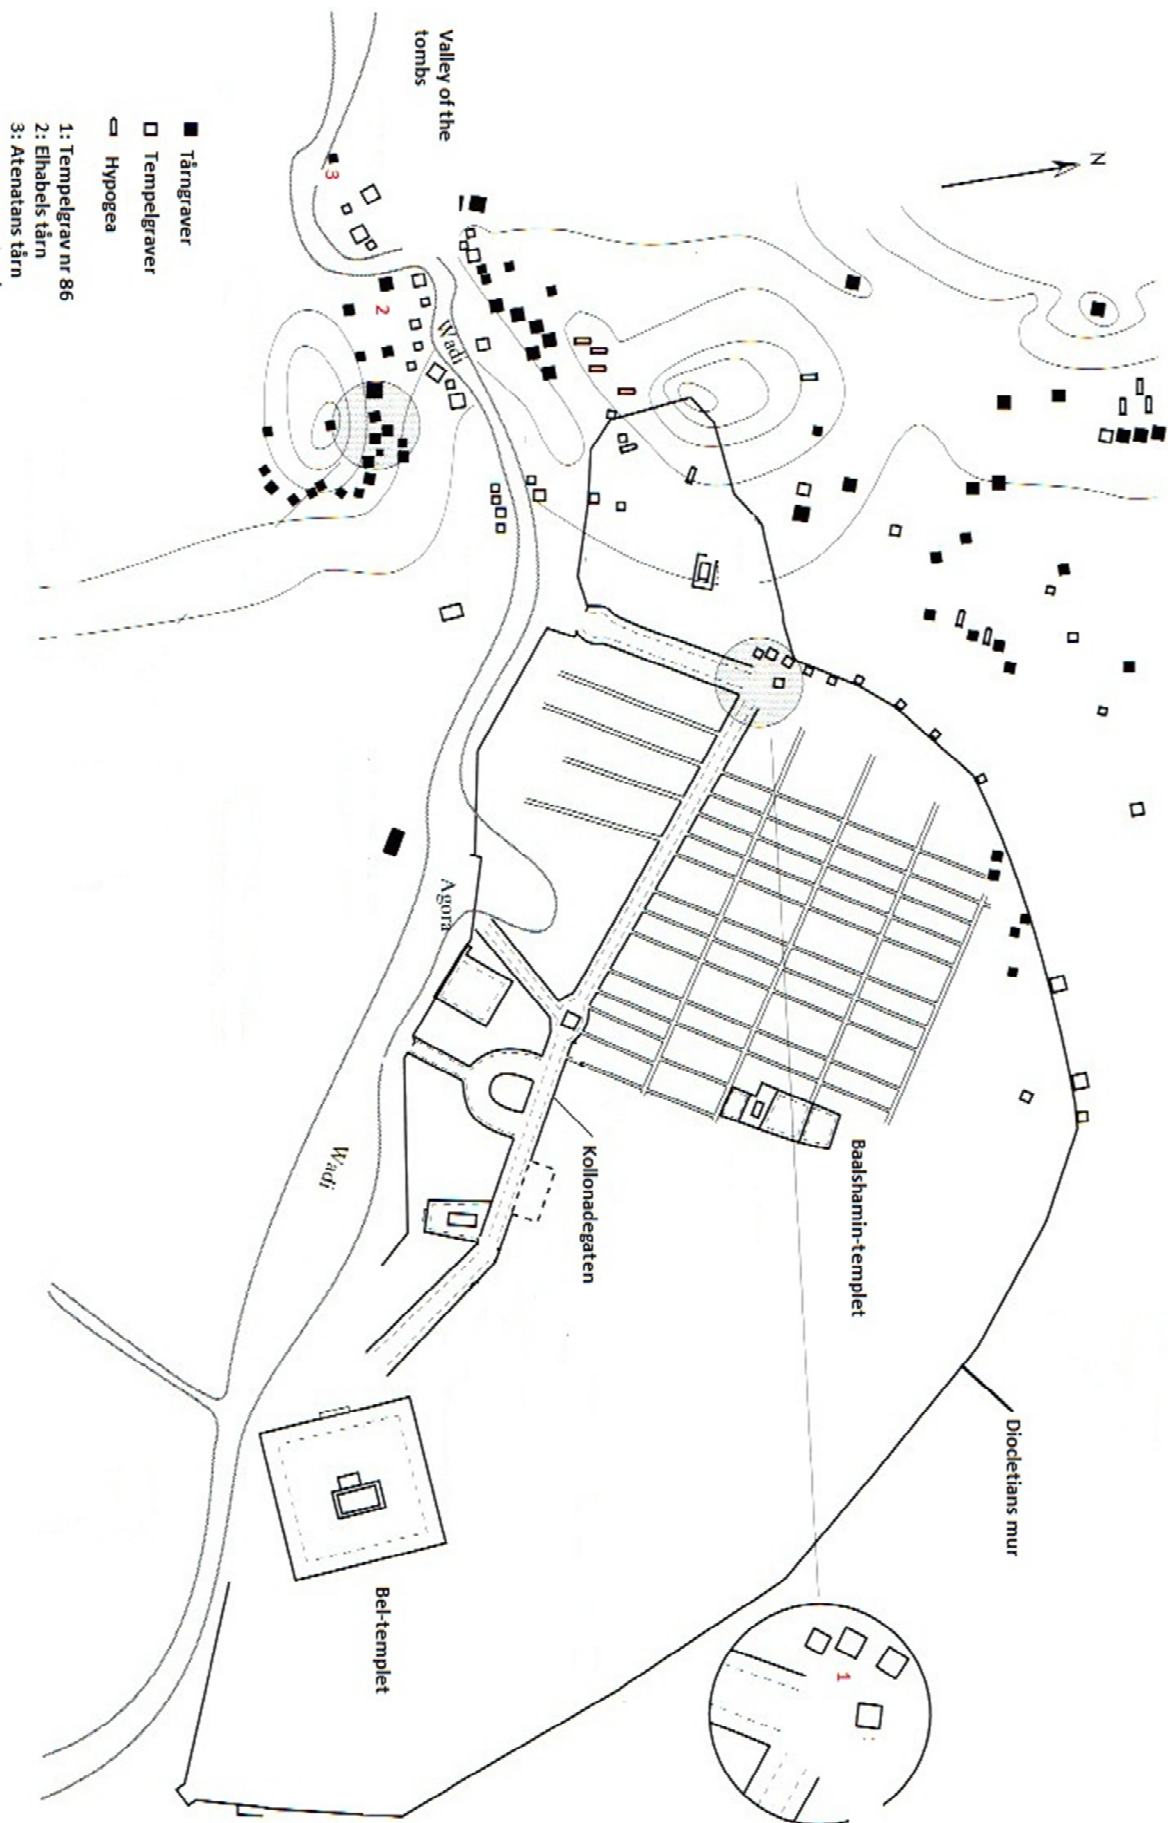 N
Valley of the
tombs
3
2
Wadi
Agora
Wadi
Kollonadegaten
Baalshamin-templet
Diocletians mur
Bel-templet
1
Tårngraver
Tempelgraver
Hypogea
1: Tempelgrav nr 86
2: Elhabels tårn
3: Atenatans tårn